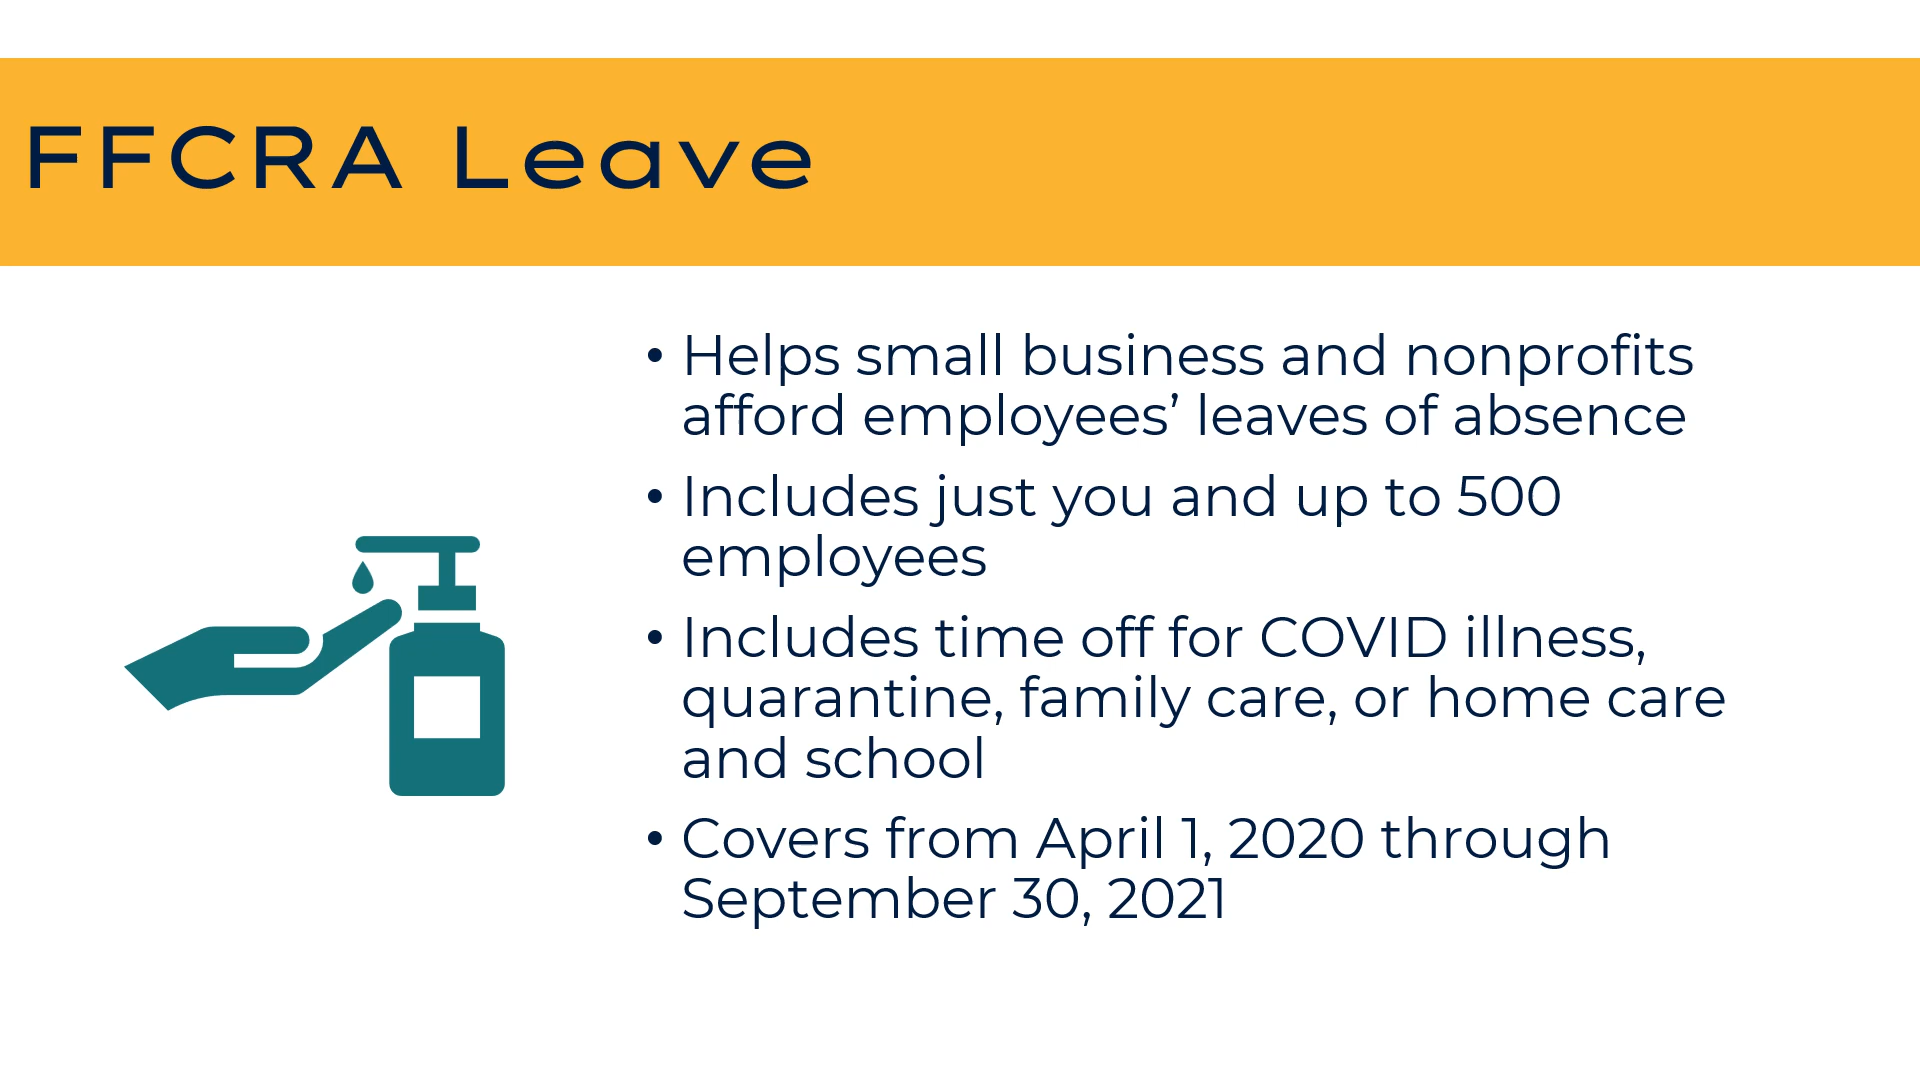 FFCRA Leave
• Helps small business and nonprofits
afford employees’ leaves of absence
• Includes just you and up to 500
employees
• Includes time off for COVID illness,
quarantine, family care, or home care
and school
• Covers from April 1, 2020 through
September 30, 2021